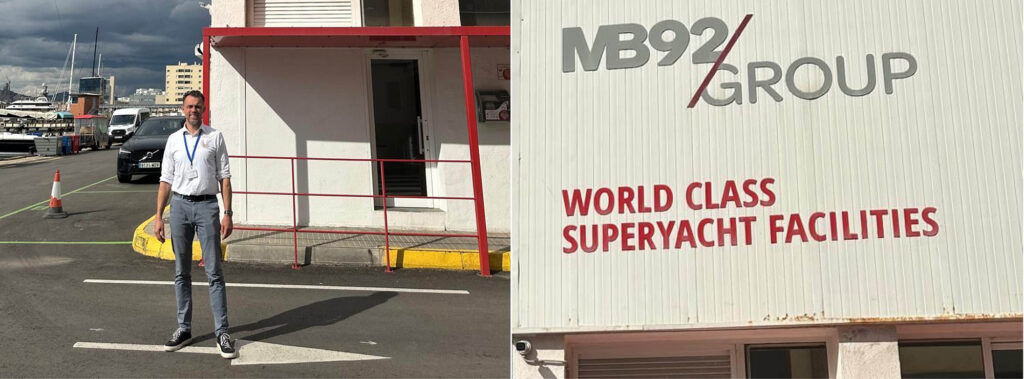 MB92
GROUP
WORLD CLASS
SUPERYACHT FACILITIES